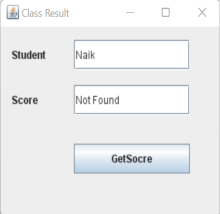 Class Result
Student Naik
Score Not Found
GetSocre